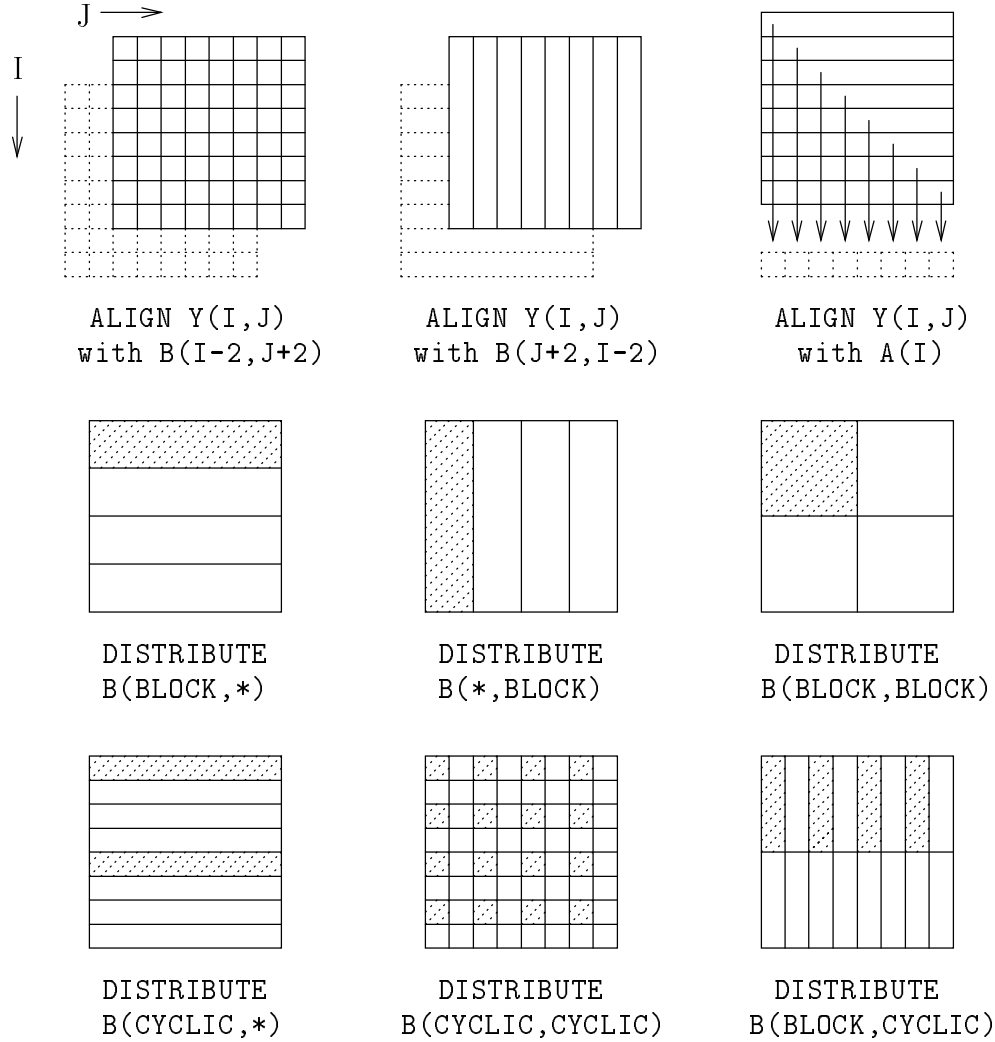 J
I
ALIGN Y(I,J)
with B(I-2,J+2)
ALIGN Y(I,J)
with B(J+2,I-2)
ALIGN Y(I,J)
with A(I)
DISTRIBUTE
B(BLOCK,*)
DISTRIBUTE
B(*,BLOCK)
DISTRIBUTE
B(BLOCK,BLOCK)
DISTRIBUTE
B(CYCLIC,*)
DISTRIBUTE
B(CYCLIC,CYCLIC)
DISTRIBUTE
B(BLOCK,CYCLIC)